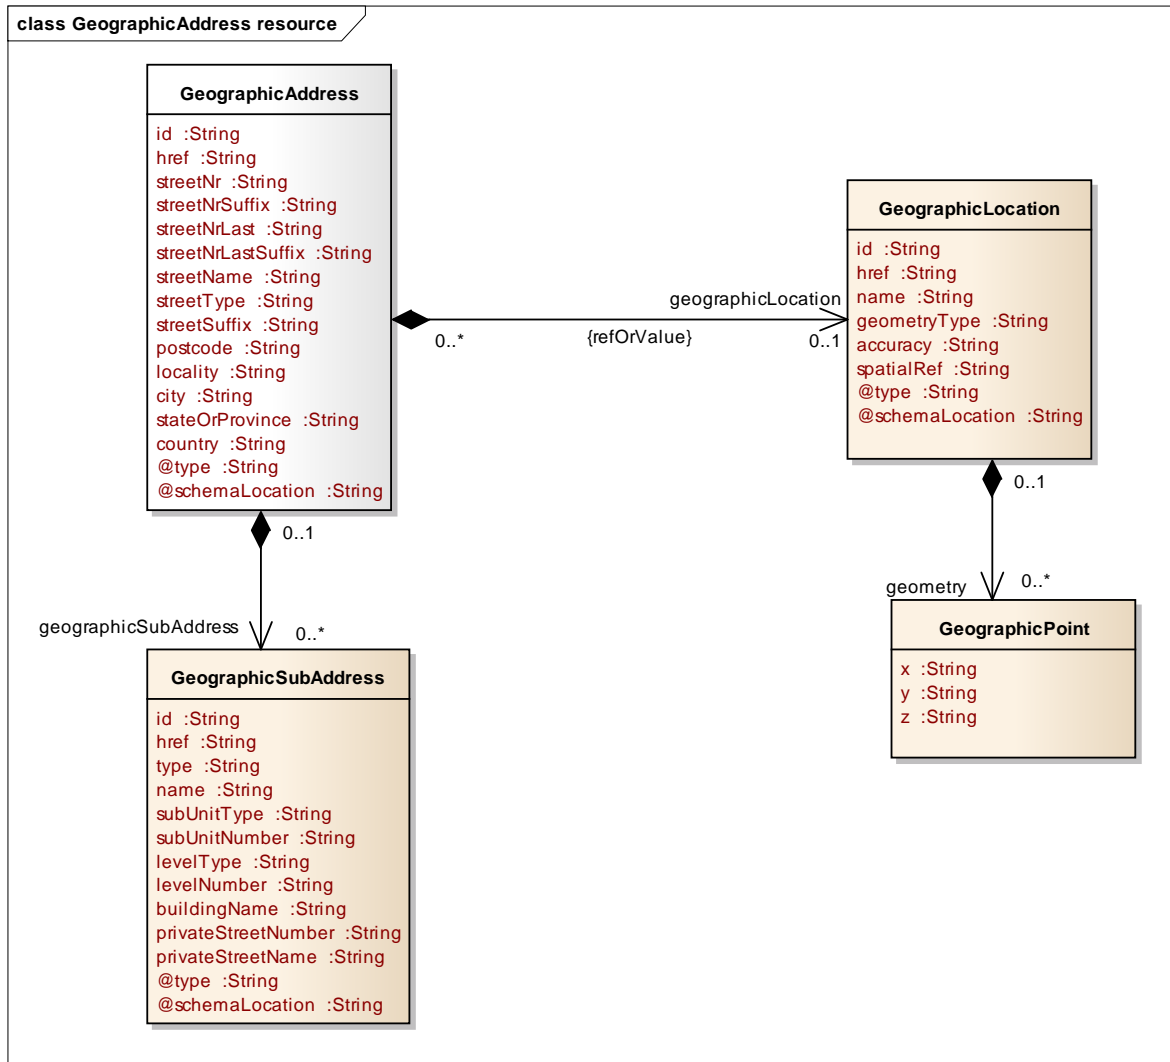 class GeographicAddress resource
GeographicAddress
id :String
href :String
streetNr :String
streetNrSuffix :String
streetNrLast :String
streetNrLastSuffix :String
streetName :String
streetType :String
streetSuffix :String
postcode :String
locality :String
city :String
stateOrProvince :String
country :String
@type :String
@schemaLocation :String
geographicLocation
0..*
{refOrValue}
0..1
GeographicLocation
id :String
href :String
name :String
geometryType :String
accuracy :String
spatialRef :String
@type :String
@schemaLocation :String
0..1
geometry
0..*
GeographicPoint
x :String
y :String
z :String
0..1
geographicSubAddress
0..*
GeographicSubAddress
id :String
href :String
type :String
name :String
subUnitType :String
subUnitNumber :String
levelType :String
levelNumber :String
buildingName :String
privateStreetNumber :String
privateStreetName :String
@type :String
@schemaLocation :String